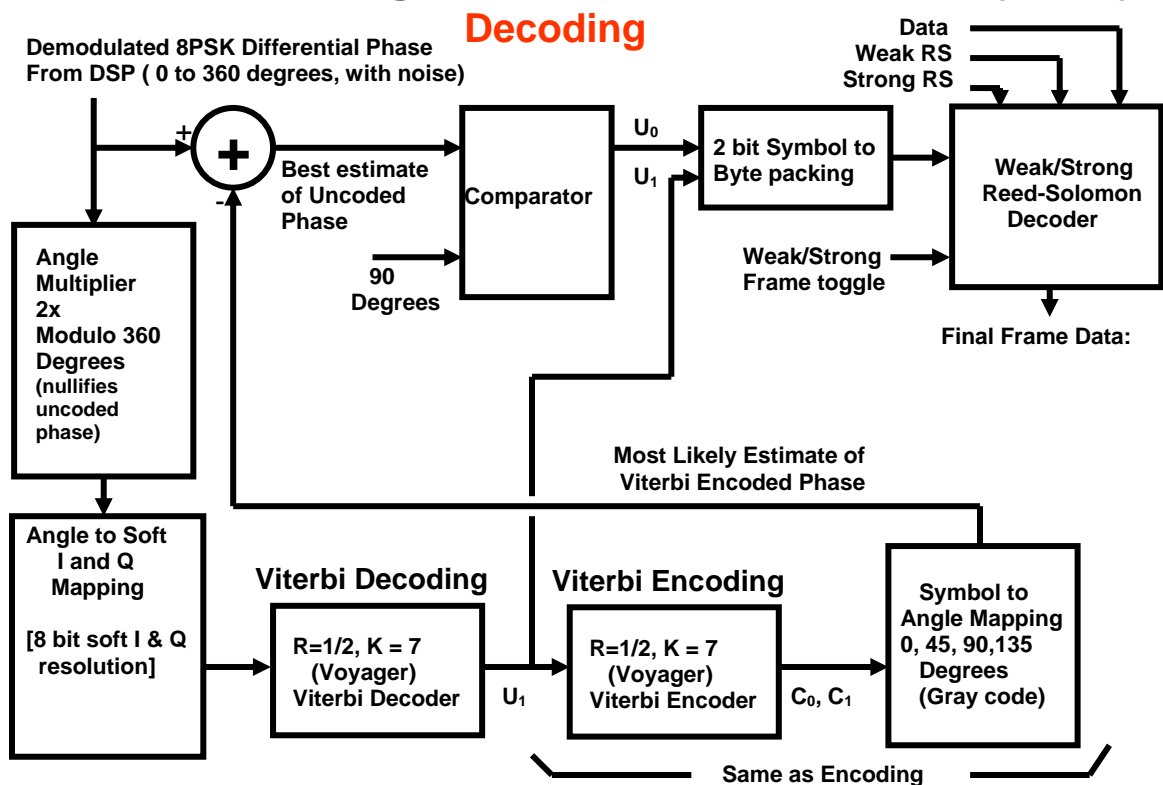 Decoding
Demodulated 8PSK Differential Phase
From DSP ( 0 to 360 degrees, with noise)
Data
Weak RS
Strong RS
+
+
-
Best estimate
of Uncoded
Phase
90
Degrees
Comparator
U₀
U₁
2 bit Symbol to
Byte packing
Weak/Strong
Reed-Solomon
Decoder
Weak/Strong
Frame toggle
Final Frame Data:
Angle
Multiplier
2x
Modulo 360
Degrees
(nullifies
uncoded
phase)
Most Likely Estimate of
Viterbi Encoded Phase
Angle to Soft
I and Q
Mapping
[8 bit soft I & Q
resolution]
Viterbi Decoding
R=1/2, K = 7
(Voyager)
Viterbi Decoder
U₁
Viterbi Encoding
R=1/2, K = 7
(Voyager)
Viterbi Encoder
C₀, C₁
Symbol to
Angle Mapping
0, 45, 90,135
Degrees
(Gray code)
Same as Encoding